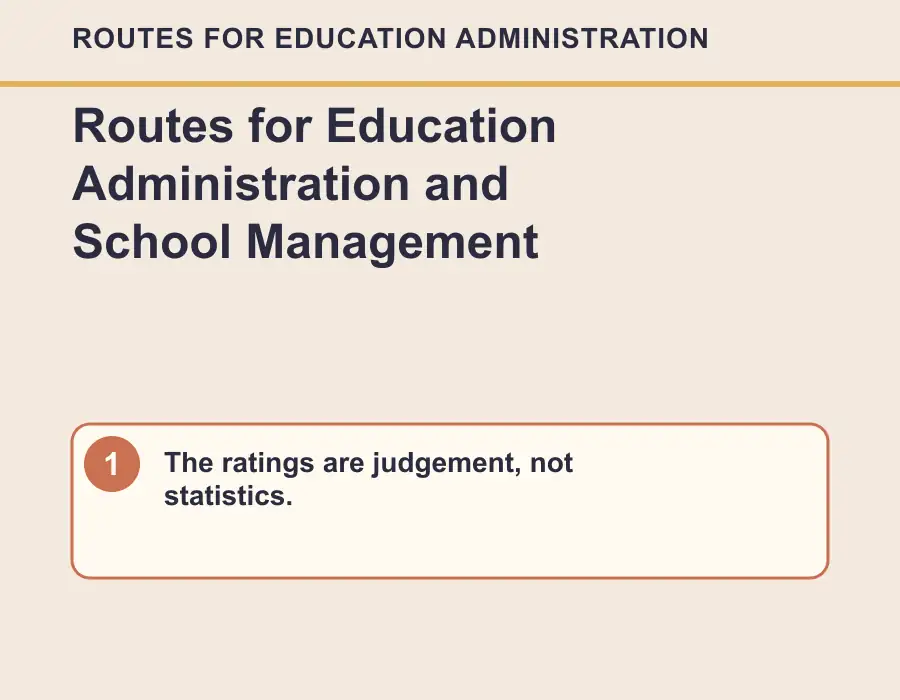 ROUTES FOR EDUCATION ADMINISTRATION
Routes for Education
Administration and
School Management
1
The ratings are judgement, not
statistics.